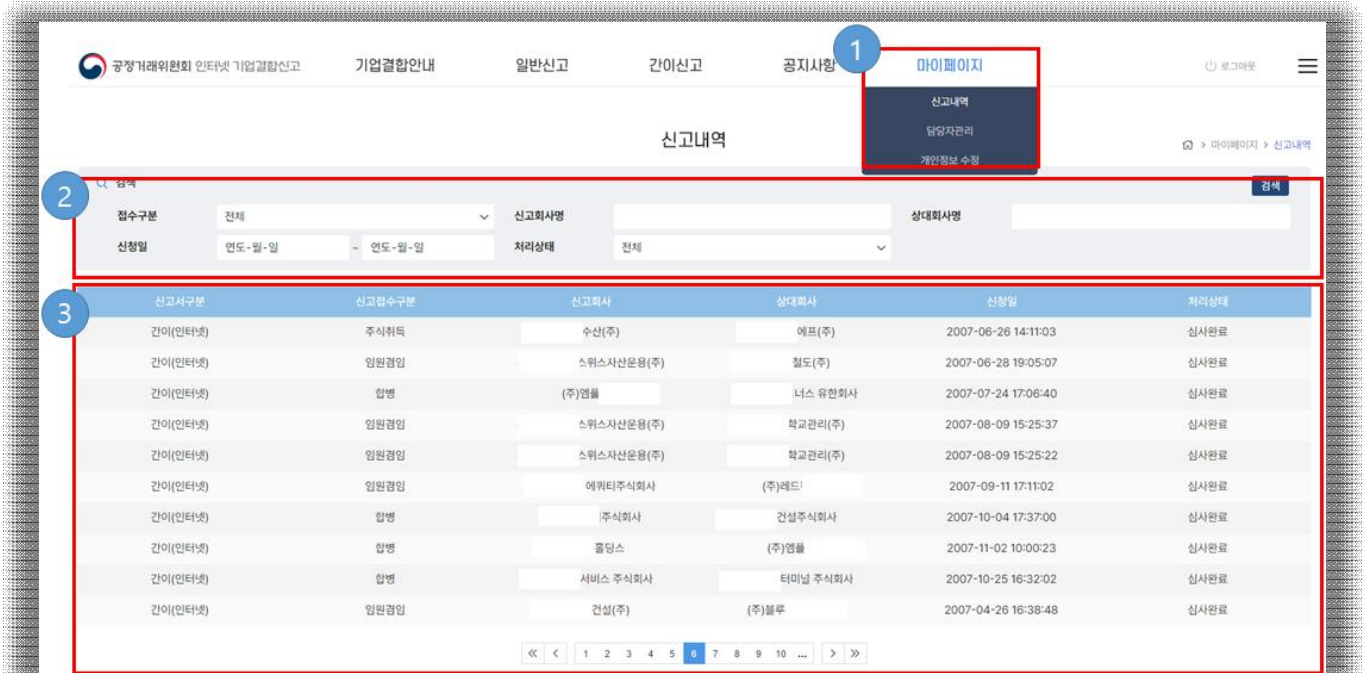 1
공정거래위원회 인터넷 기업결합신고 기업결합안내 일반신고 간이신고 공지사항 마이페이지 로그아웃
신고내역
담당자관리
개인정보 수정
신고내역
마이페이지 > 신고내역
2
검색 검색
접수구분 전체 신고회사명 상대회사명
신청일 연도-월-일 ~ 연도-월-일 처리상태 전체
3
신고서구분 신고접수구분 신고회사 상대회사 신청일 처리상태
간이(인터넷) 주식취득 수산(주) 에프(주) 2007-06-26 14:11:03 심사완료
간이(인터넷) 임원겸임 스위스자산운용(주) 철도(주) 2007-06-28 19:05:07 심사완료
간이(인터넷) 합병 (주)엠플 너스 유한회사 2007-07-24 17:06:40 심사완료
간이(인터넷) 임원겸임 스위스자산운용(주) 학교관리(주) 2007-08-09 15:25:37 심사완료
간이(인터넷) 임원겸임 스위스자산운용(주) 학교관리(주) 2007-08-09 15:25:22 심사완료
간이(인터넷) 임원겸임 에쿼티주식회사 (주)레드 2007-09-11 17:11:02 심사완료
간이(인터넷) 합병 주식회사 건설주식회사 2007-10-04 17:37:00 심사완료
간이(인터넷) 합병 홀딩스 (주)엠플 2007-11-02 10:00:23 심사완료
간이(인터넷) 합병 서비스 주식회사 터미널 주식회사 2007-10-25 16:32:02 심사완료
간이(인터넷) 임원겸임 건설(주) (주)블루 2007-04-26 16:38:48 심사완료
« < 1 2 3 4 5 6 7 8 9 10 ... > »